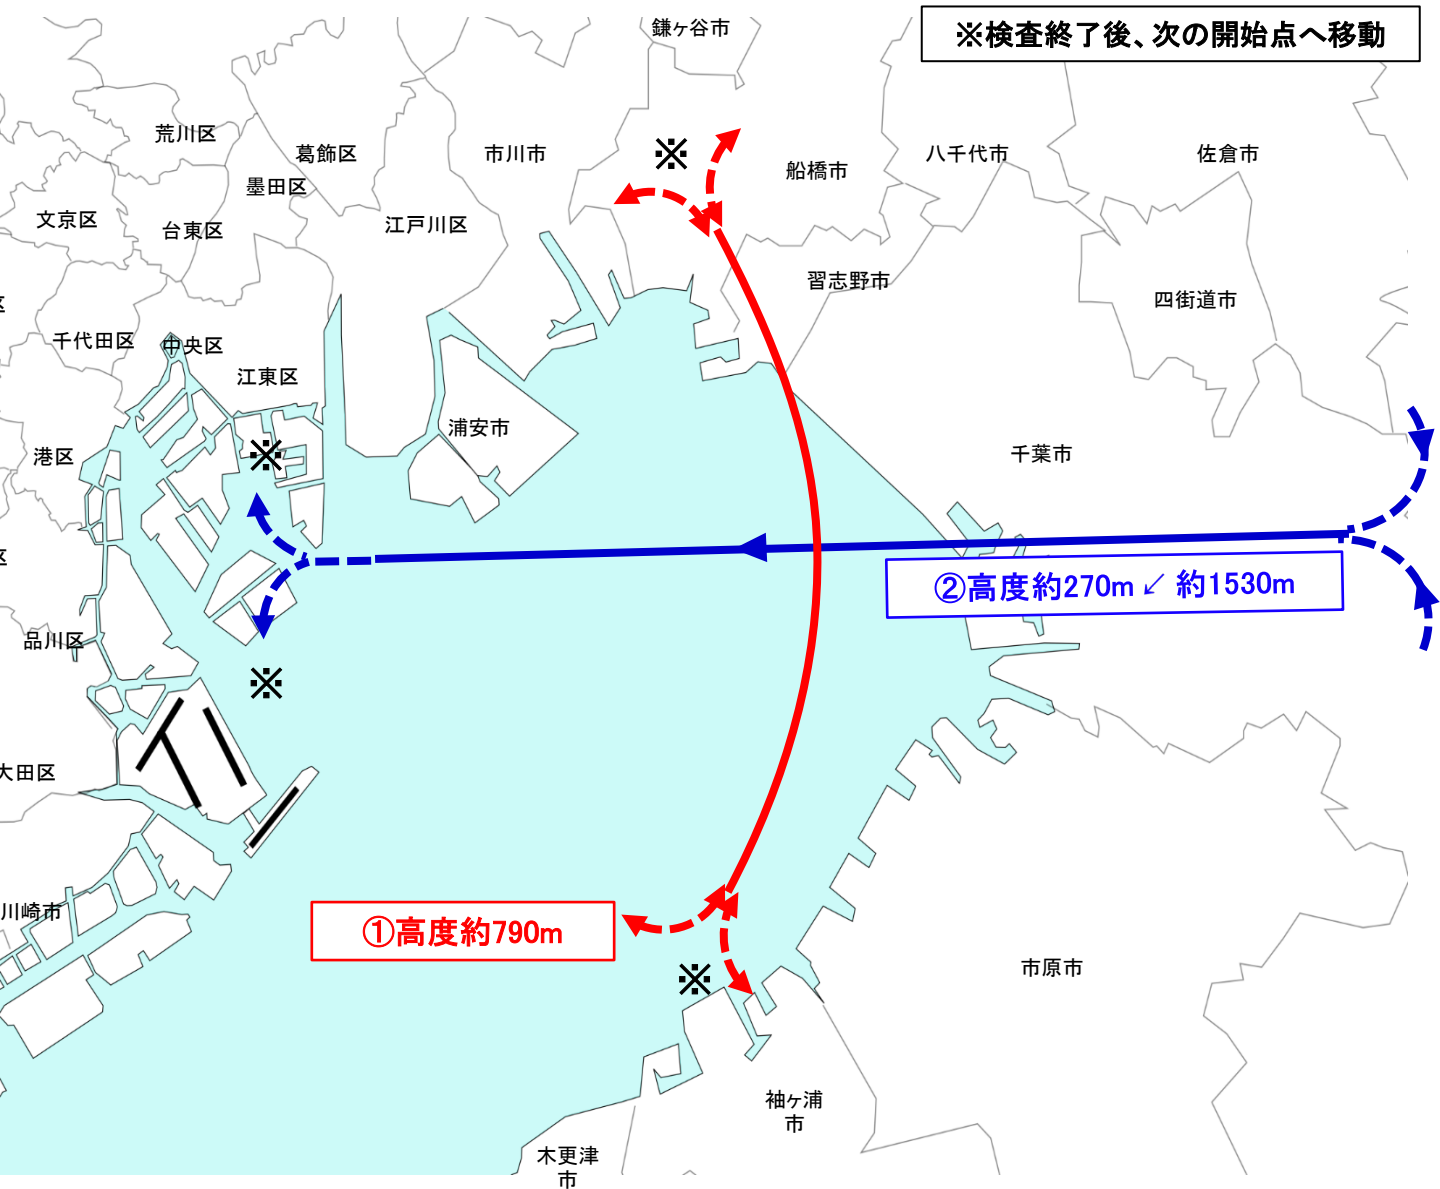 ※検査終了後、次の開始点へ移動
鎌ヶ谷市
荒川区
葛飾区
市川市
※
船橋市
八千代市
佐倉市
墨田区
文京区
台東区
江戸川区
習志野市
四街道市
区
千代田区
中央区
江東区
浦安市
港区
※
千葉市
区
②高度約270m↙約1530m
品川区
※
大田区
川崎市
①高度約790m
※
市原市
袖ヶ浦
市
木更津
市